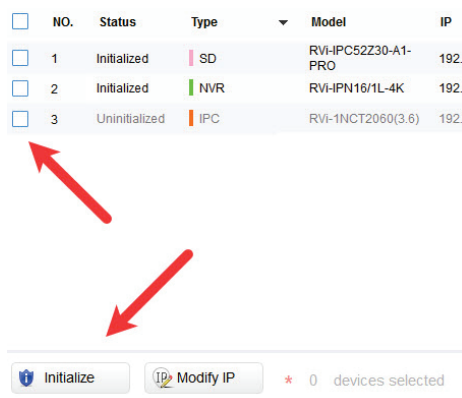 NO. Status Type Model IP
1 Initialized SD RVi-IPC52Z30-A1-PRO 192.
2 Initialized NVR RVi-IPN16/1L-4K 192.
3 Uninitialized IPC RVi-1NCT2060(3.6) 192.
Initialize IP Modify IP * 0 devices selected